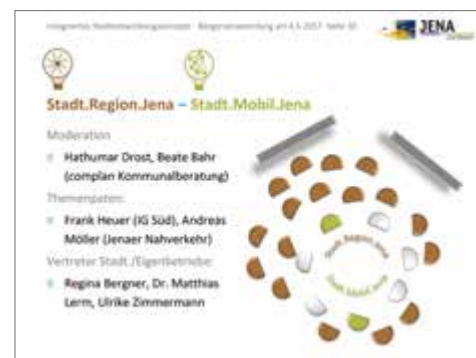 Integriertes Stadtentwicklungskonzept - Bürgerversammlung am 4.5.2017 Seite
JENA
Stadt.Region.Jena – Stadt.Mobil.Jena
Moderation
Hathumar Drost, Beate Bahr
(complan Kommunalberatung)
Themenpaten:
Frank Heuer (IG Süd), Andreas
Möller (Jenaer Nahverkehr)
Vertreter Stadt /Eigenbetriebe:
Regina Bergner, Dr. Matthias
Lerm, Ulrike Zimmermann
Stadt.Region.Jena
Stadt.Mobil.Jena